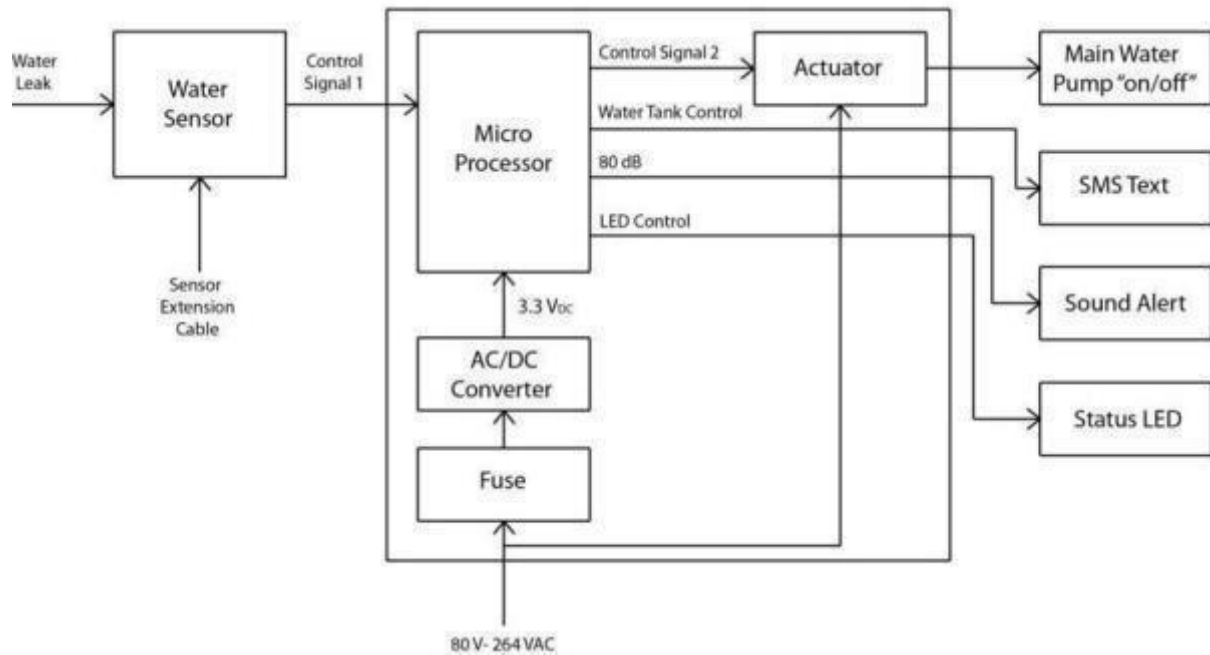 Water
Leak
Water
Sensor
Control
Signal 1
Sensor
Extension
Cable
Micro
Processor
Control Signal 2
Water Tank Control
80 dB
LED Control
3.3 VDC
AC/DC
Converter
Fuse
80 V- 264 VAC
Actuator
Main Water
Pump “on/off”
SMS Text
Sound Alert
Status LED